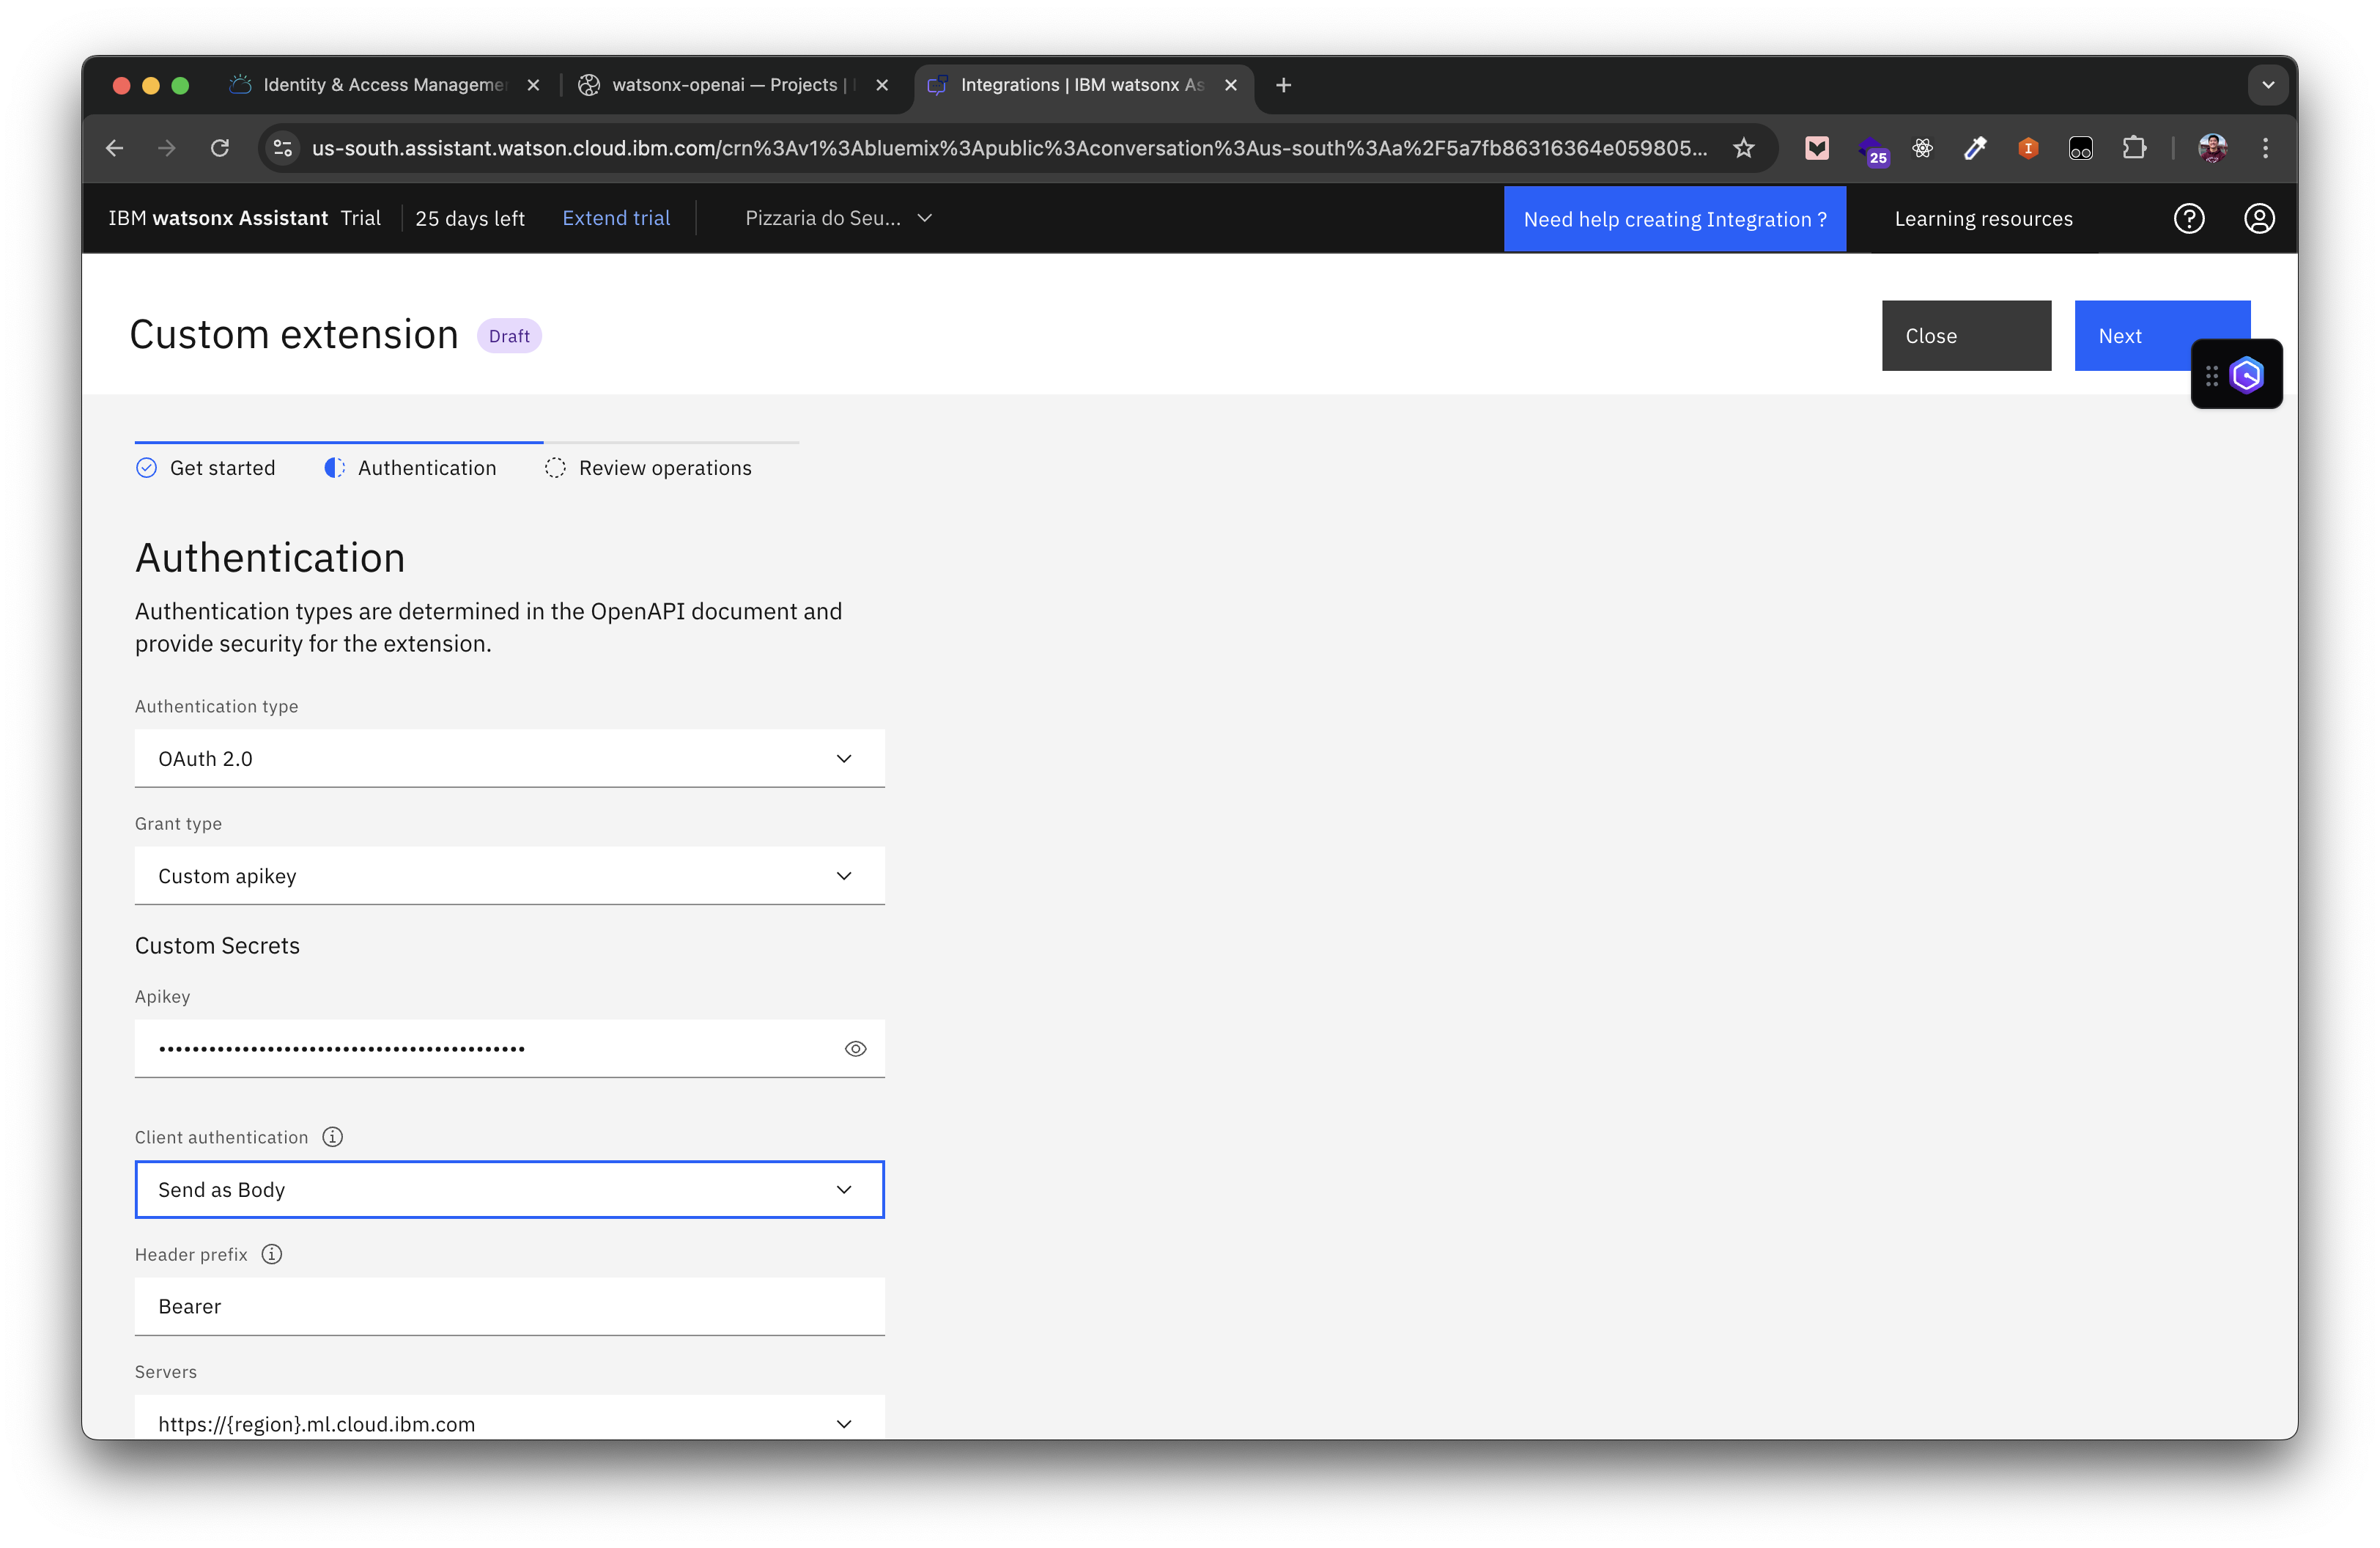 Identity & Access Managemen
watsonx-openai — Projects |
Integrations | IBM watsonx As
us-south.assistant.watson.cloud.ibm.com/crn%3Av1%3Abluemix%3Apublic%3Aconversation%3Aus-south%3Aa%2F5a7fb86316364e059805...
25
I
IBM watsonx Assistant Trial
25 days left
Extend trial
Pizzaria do Seu...
Need help creating Integration ?
Learning resources
Custom extension
Draft
Close
Next
Get started
Authentication
Review operations
Authentication
Authentication types are determined in the OpenAPI document and
provide security for the extension.
Authentication type
OAuth 2.0
Grant type
Custom apikey
Custom Secrets
Apikey
••••••••••••••••••••••••••••••••••••••••••••
Client authentication
Send as Body
Header prefix
Bearer
Servers
https://{region}.ml.cloud.ibm.com